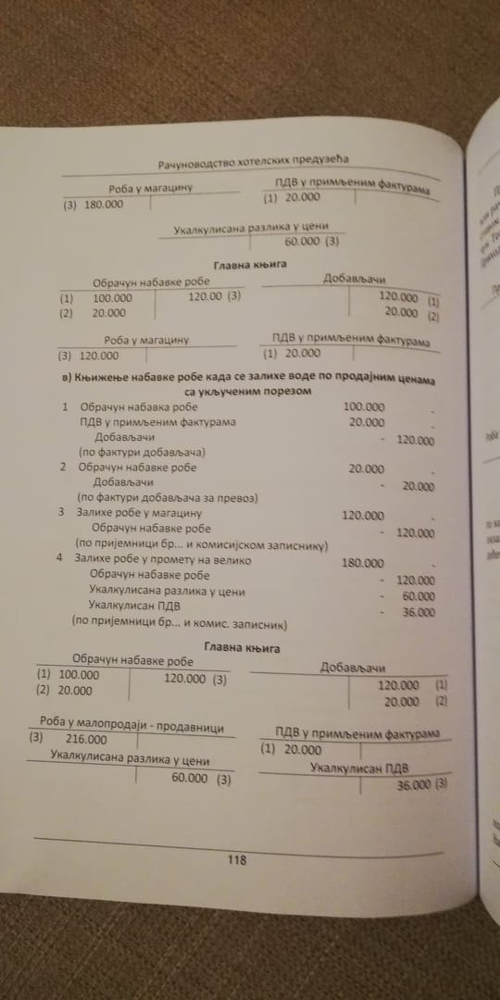 Рачуноводство хотелских предузећа
Роба у магацину
(3) 180.000
ПДВ у примљеним фактурама
(1) 20.000
Укалкулисана разлика у цени
60.000 (3)
Главна књига
Обрачун набавке робе
(1) 100.000 120.00 (3)
(2) 20.000
Добављачи
120.000 (1)
20.000 (2)
Роба у магацину
(3) 120.000
ПДВ у примљеним фактурама
(1) 20.000
в) Књижење набавке робе када се залихе воде по продајним ценама
са укљученим порезом
1 Обрачун набавка робе 100.000 -
ПДВ у примљеним фактурама 20.000 -
Добављачи - 120.000
(по фактури добављача)
2 Обрачун набавке робе 20.000 -
Добављачи - 20.000
(по фактури добављача за превоз)
3 Залихе робе у магацину 120.000 -
Обрачун набавке робе - 120.000
(по пријемници бр... и комисијском записнику)
4 Залихе робе у промету на велико 180.000 -
Обрачун набавке робе - 120.000
Укалкулисана разлика у цени - 60.000
Укалкулисан ПДВ - 36.000
(по пријемници бр... и комис. записник)
Главна књига
Обрачун набавке робе
(1) 100.000 120.000 (3)
(2) 20.000
Добављачи
120.000 (1)
20.000 (2)
Роба у малопродаји - продавници
(3) 216.000
ПДВ у примљеним фактурама
(1) 20.000
Укалкулисана разлика у цени
60.000 (3)
Укалкулисан ПДВ
36.000 (3)
118